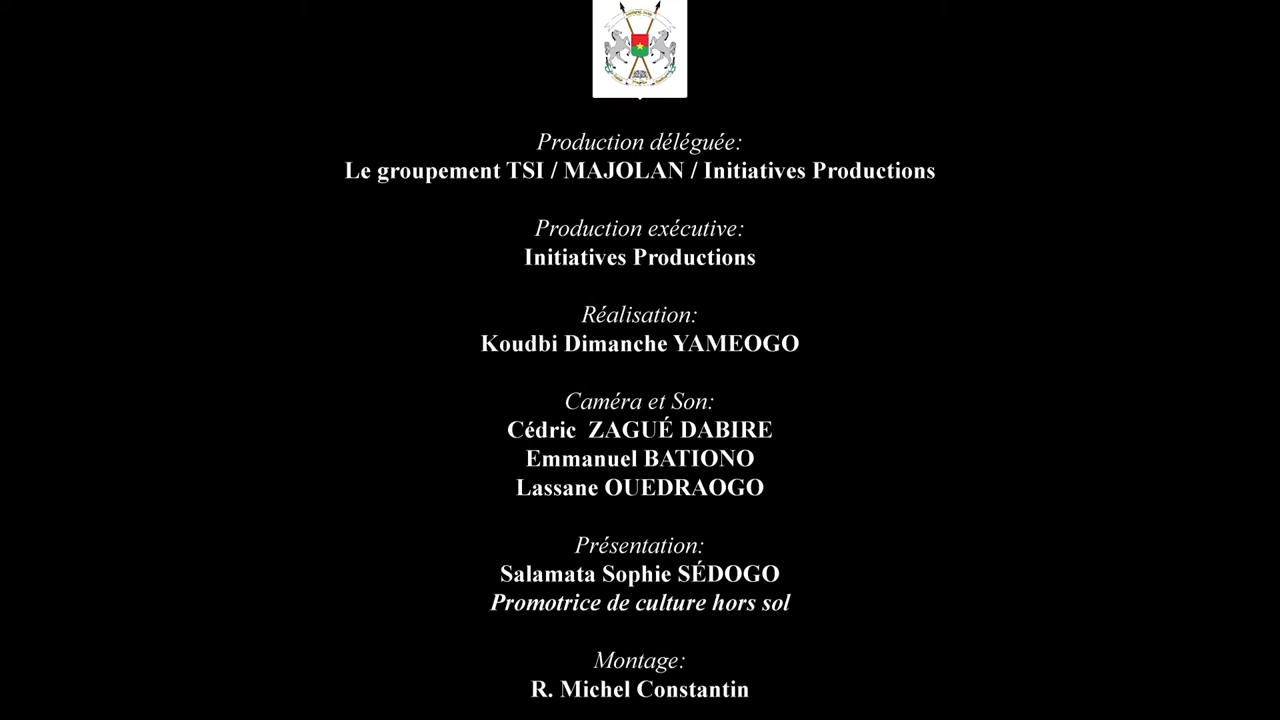 Production déléguée:
Le groupement TSI / MAJOLAN / Initiatives Productions
Production exécutive:
Initiatives Productions
Réalisation:
Koudbi Dimanche YAMEOGO
Caméra et Son:
Cédric  ZAGUÉ DABIRE
Emmanuel BATIONO
Lassane OUEDRAOGO
Présentation:
Salamata Sophie SÉDOGO
Promotrice de culture hors sol
Montage:
R. Michel Constantin